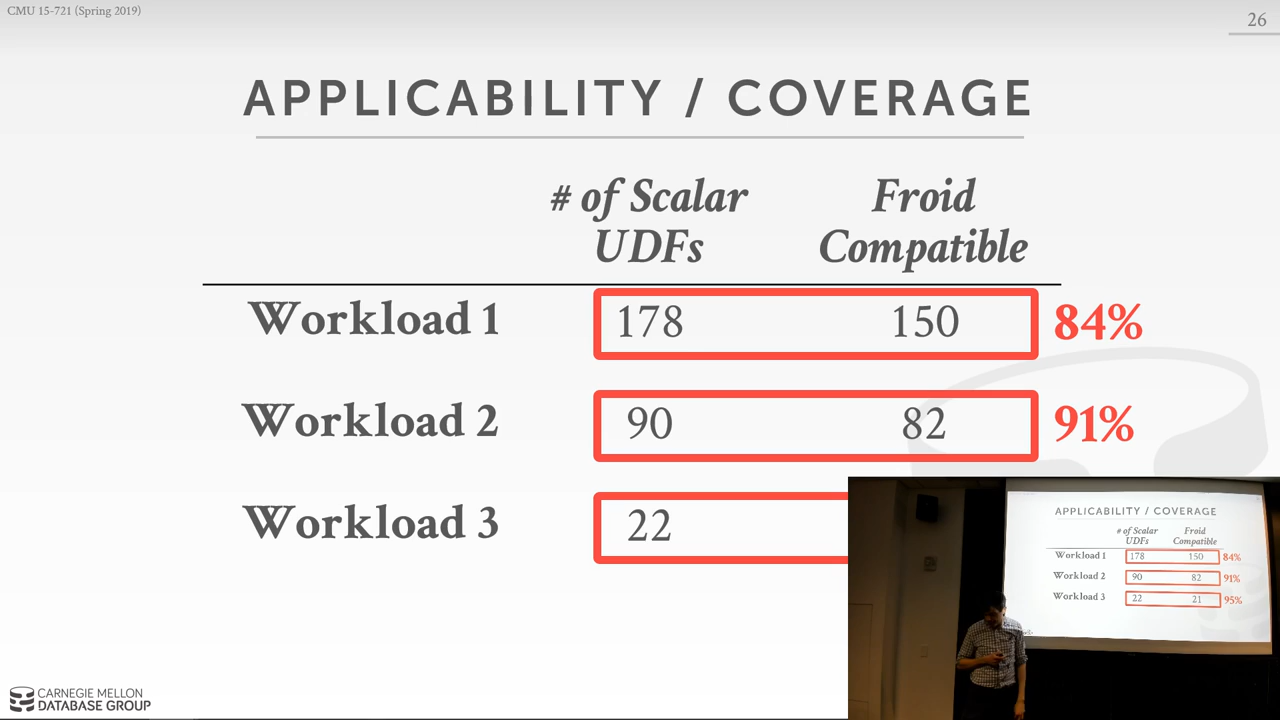 CMU 15-721 (Spring 2019)
26
APPLICABILITY / COVERAGE
# of Scalar UDFs
Froid Compatible
Workload 1 178 150 84%
Workload 2 90 82 91%
Workload 3 22
CARNEGIE MELLON
DATABASE GROUP
APPLICABILITY / COVERAGE
# of Scalar UDFs
Froid Compatible
Workload 1 178 150 84%
Workload 2 90 82 91%
Workload 3 22 21 95%